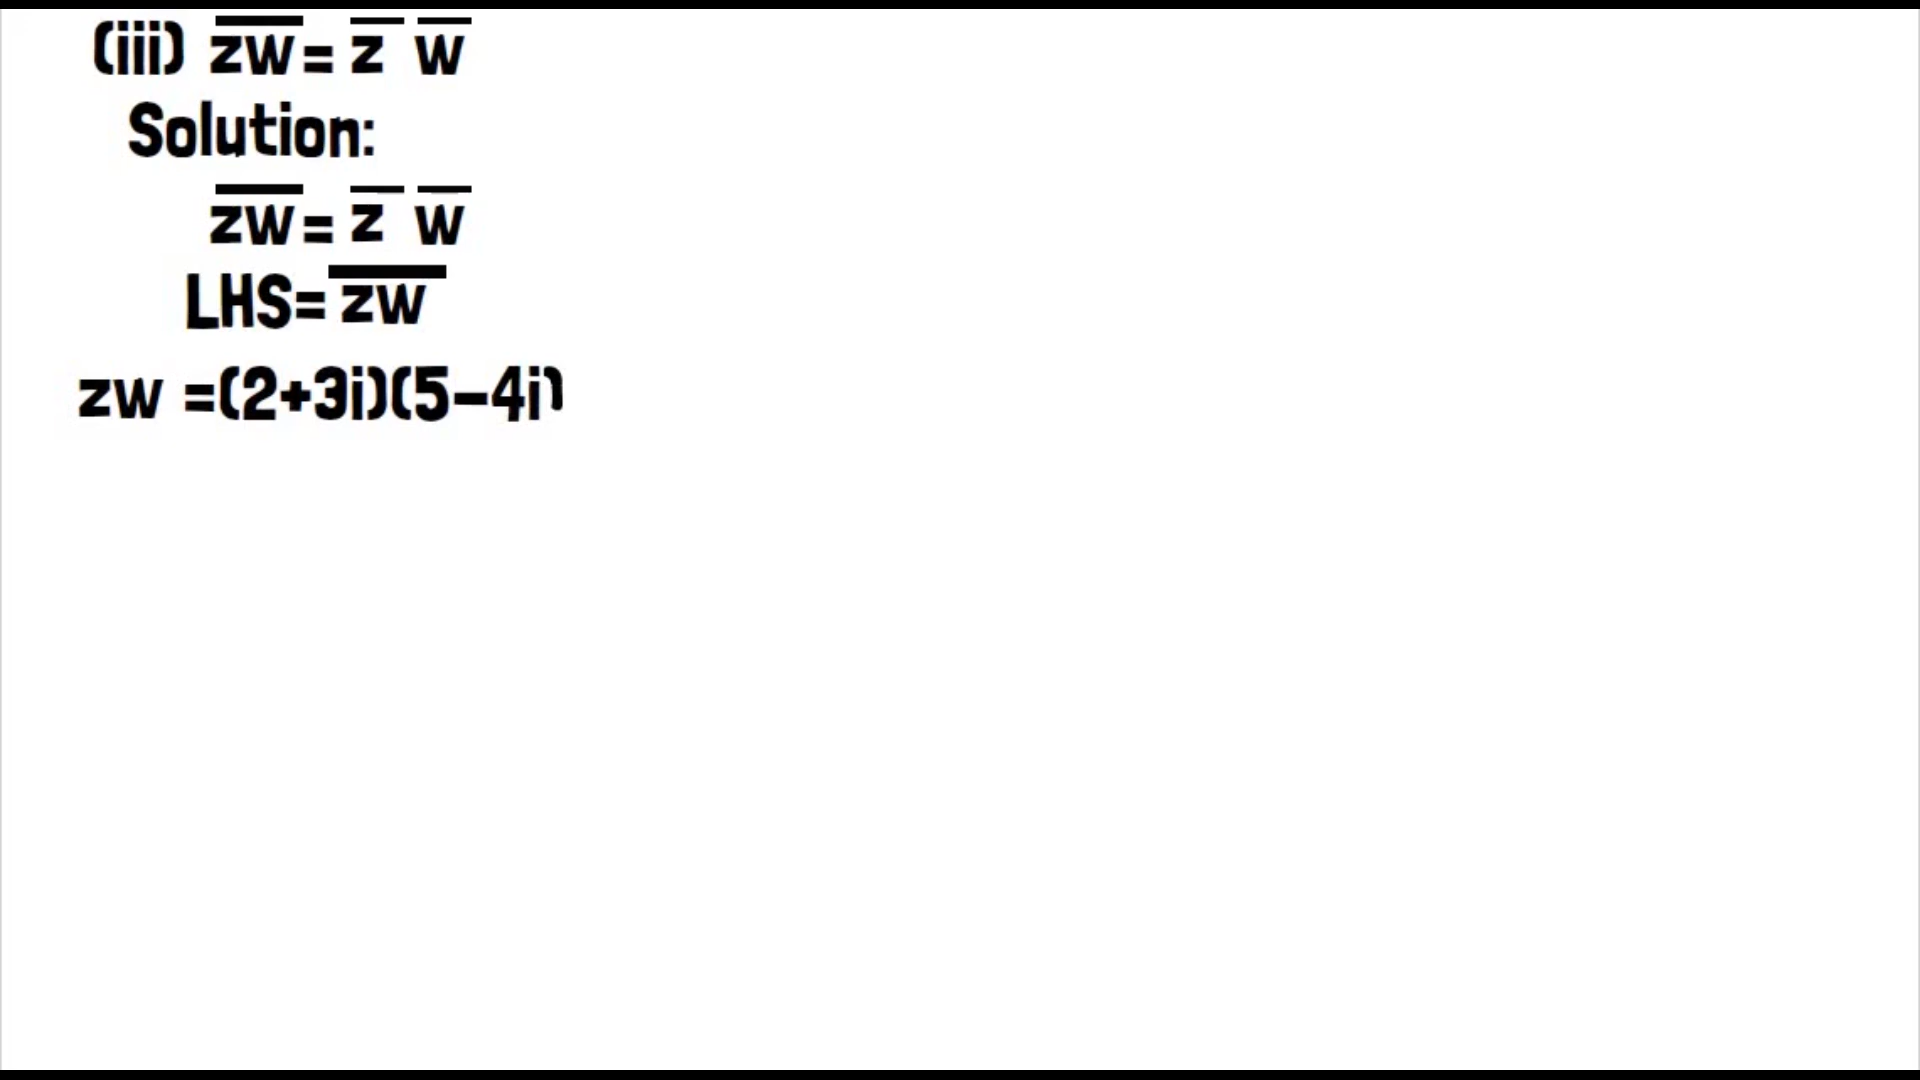 (iii) z̅w̅ = z̅ w̅
Solution:
z̅w̅ = z̅ w̅
LHS= z̅w̅
zw =(2+3i)(5-4i)